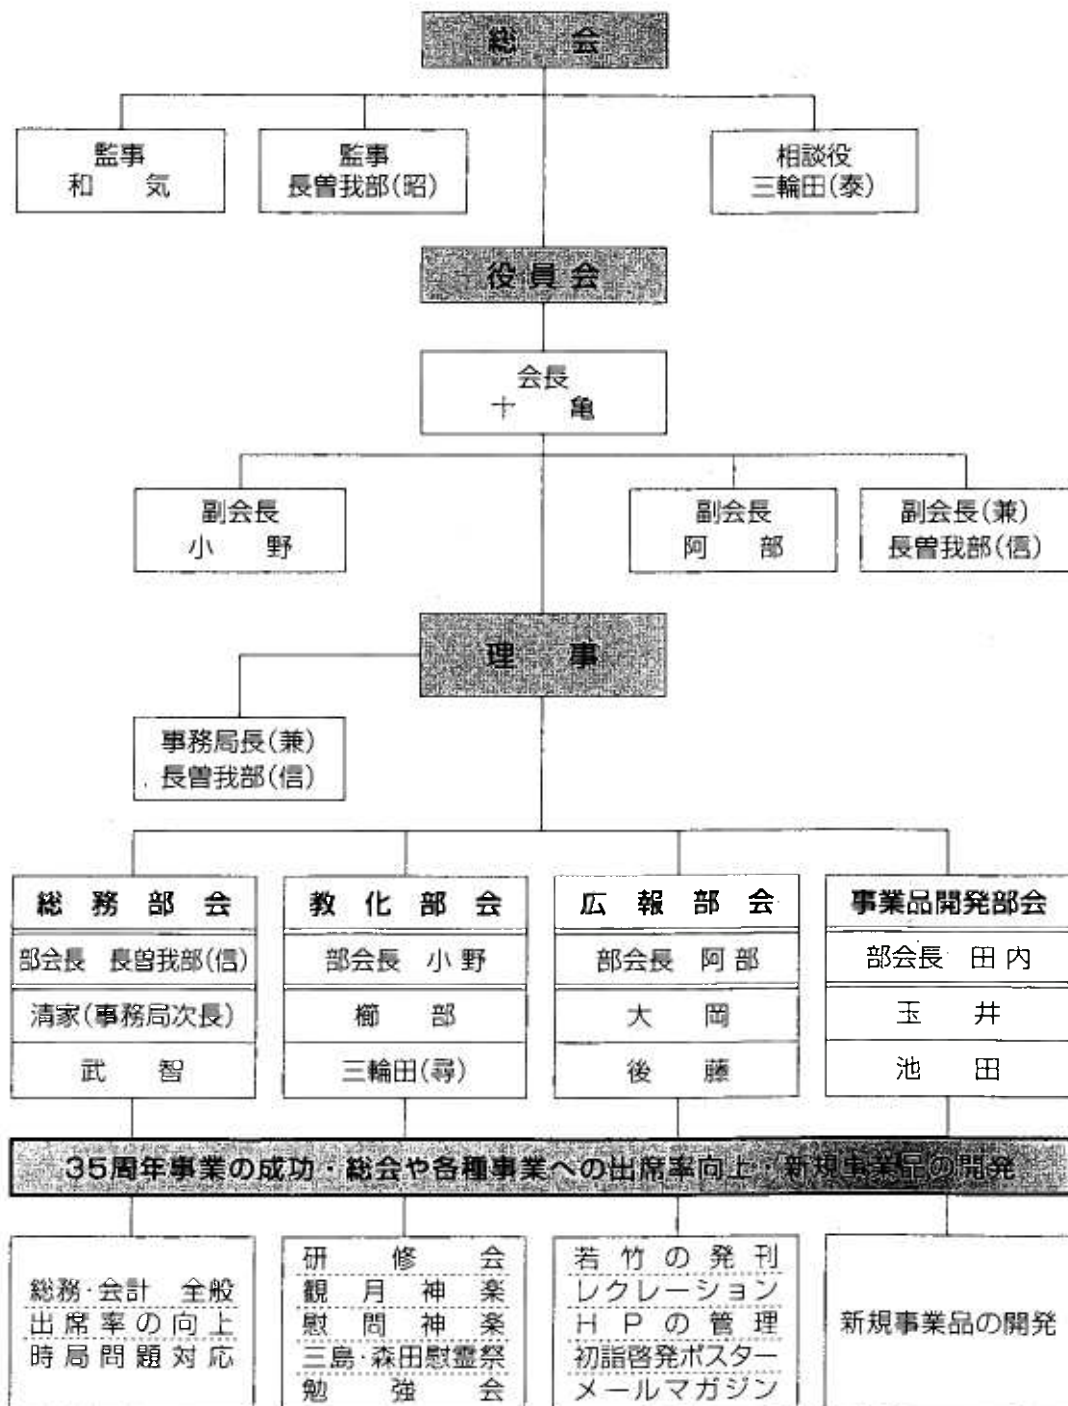 総会
監事
和気
監事
長曽我部(昭)
相談役
三輪田(泰)
役員会
会長
十亀
副会長
小野
副会長
阿部
副会長(兼)
長曽我部(信)
理事
事務局長(兼)
長曽我部(信)
総務部会
部会長 長曽我部(信)
清家(事務局次長)
武智
教化部会
部会長 小野
櫛部
三輪田(尋)
広報部会
部会長 阿部
大岡
後藤
事業品開発部会
部会長 田内
玉井
池田
35周年事業の成功・総会や各種事業への出席率向上・新規事業品の開発
総務・会計 全般
出席率の向上
時局問題対応
研修会
観月神楽
慰問神楽
三島・森田慰霊祭
勉強会
若竹の発刊
レクレーション
HPの管理
初詣啓発ポスター
メールマガジン
新規事業品の開発